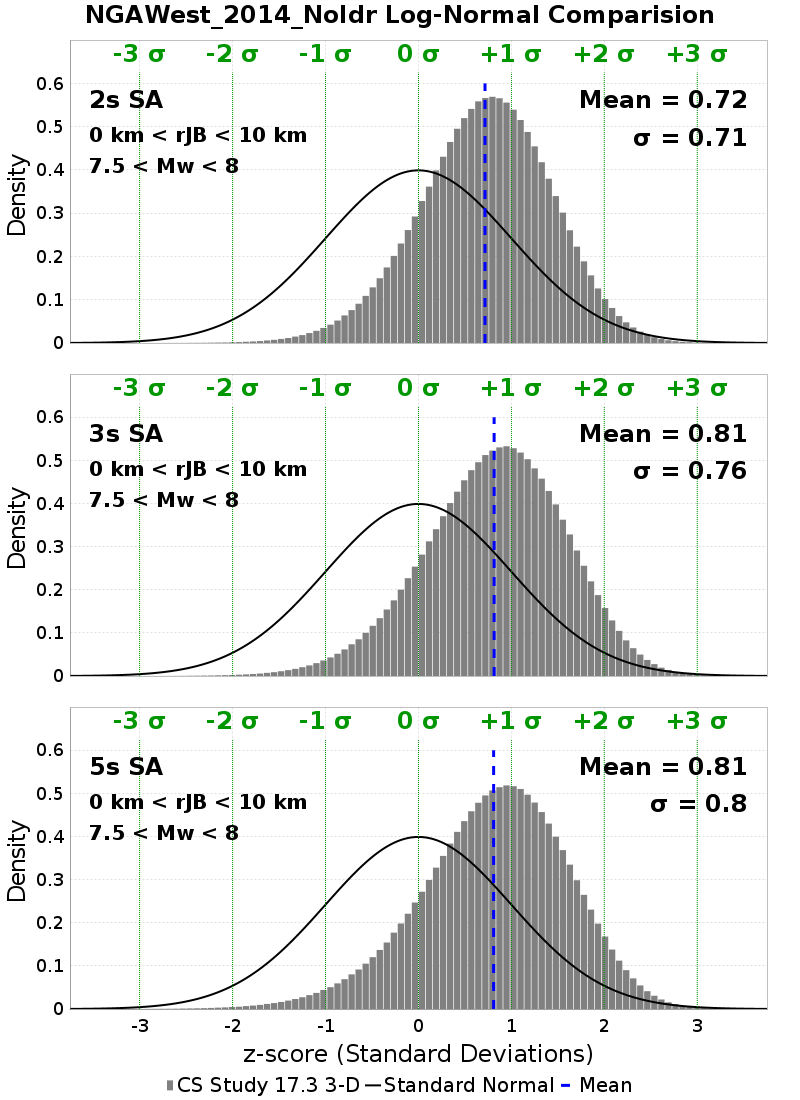 NGAWest_2014_NoIdr Log-Normal Comparision
-3 σ -2 σ -1 σ 0 σ +1 σ +2 σ +3 σ
2s SA
0 km < rJB < 10 km
7.5 < Mw < 8
Mean = 0.72
σ = 0.71
Density
0.6
0.5
0.4
0.3
0.2
0.1
0
-3 σ -2 σ -1 σ 0 σ +1 σ +2 σ +3 σ
3s SA
0 km < rJB < 10 km
7.5 < Mw < 8
Mean = 0.81
σ = 0.76
Density
0.6
0.5
0.4
0.3
0.2
0.1
0
-3 σ -2 σ -1 σ 0 σ +1 σ +2 σ +3 σ
5s SA
0 km < rJB < 10 km
7.5 < Mw < 8
Mean = 0.81
σ = 0.8
Density
0.6
0.5
0.4
0.3
0.2
0.1
0
-3 -2 -1 0 1 2 3
z-score (Standard Deviations)
CS Study 17.3 3-D Standard Normal Mean